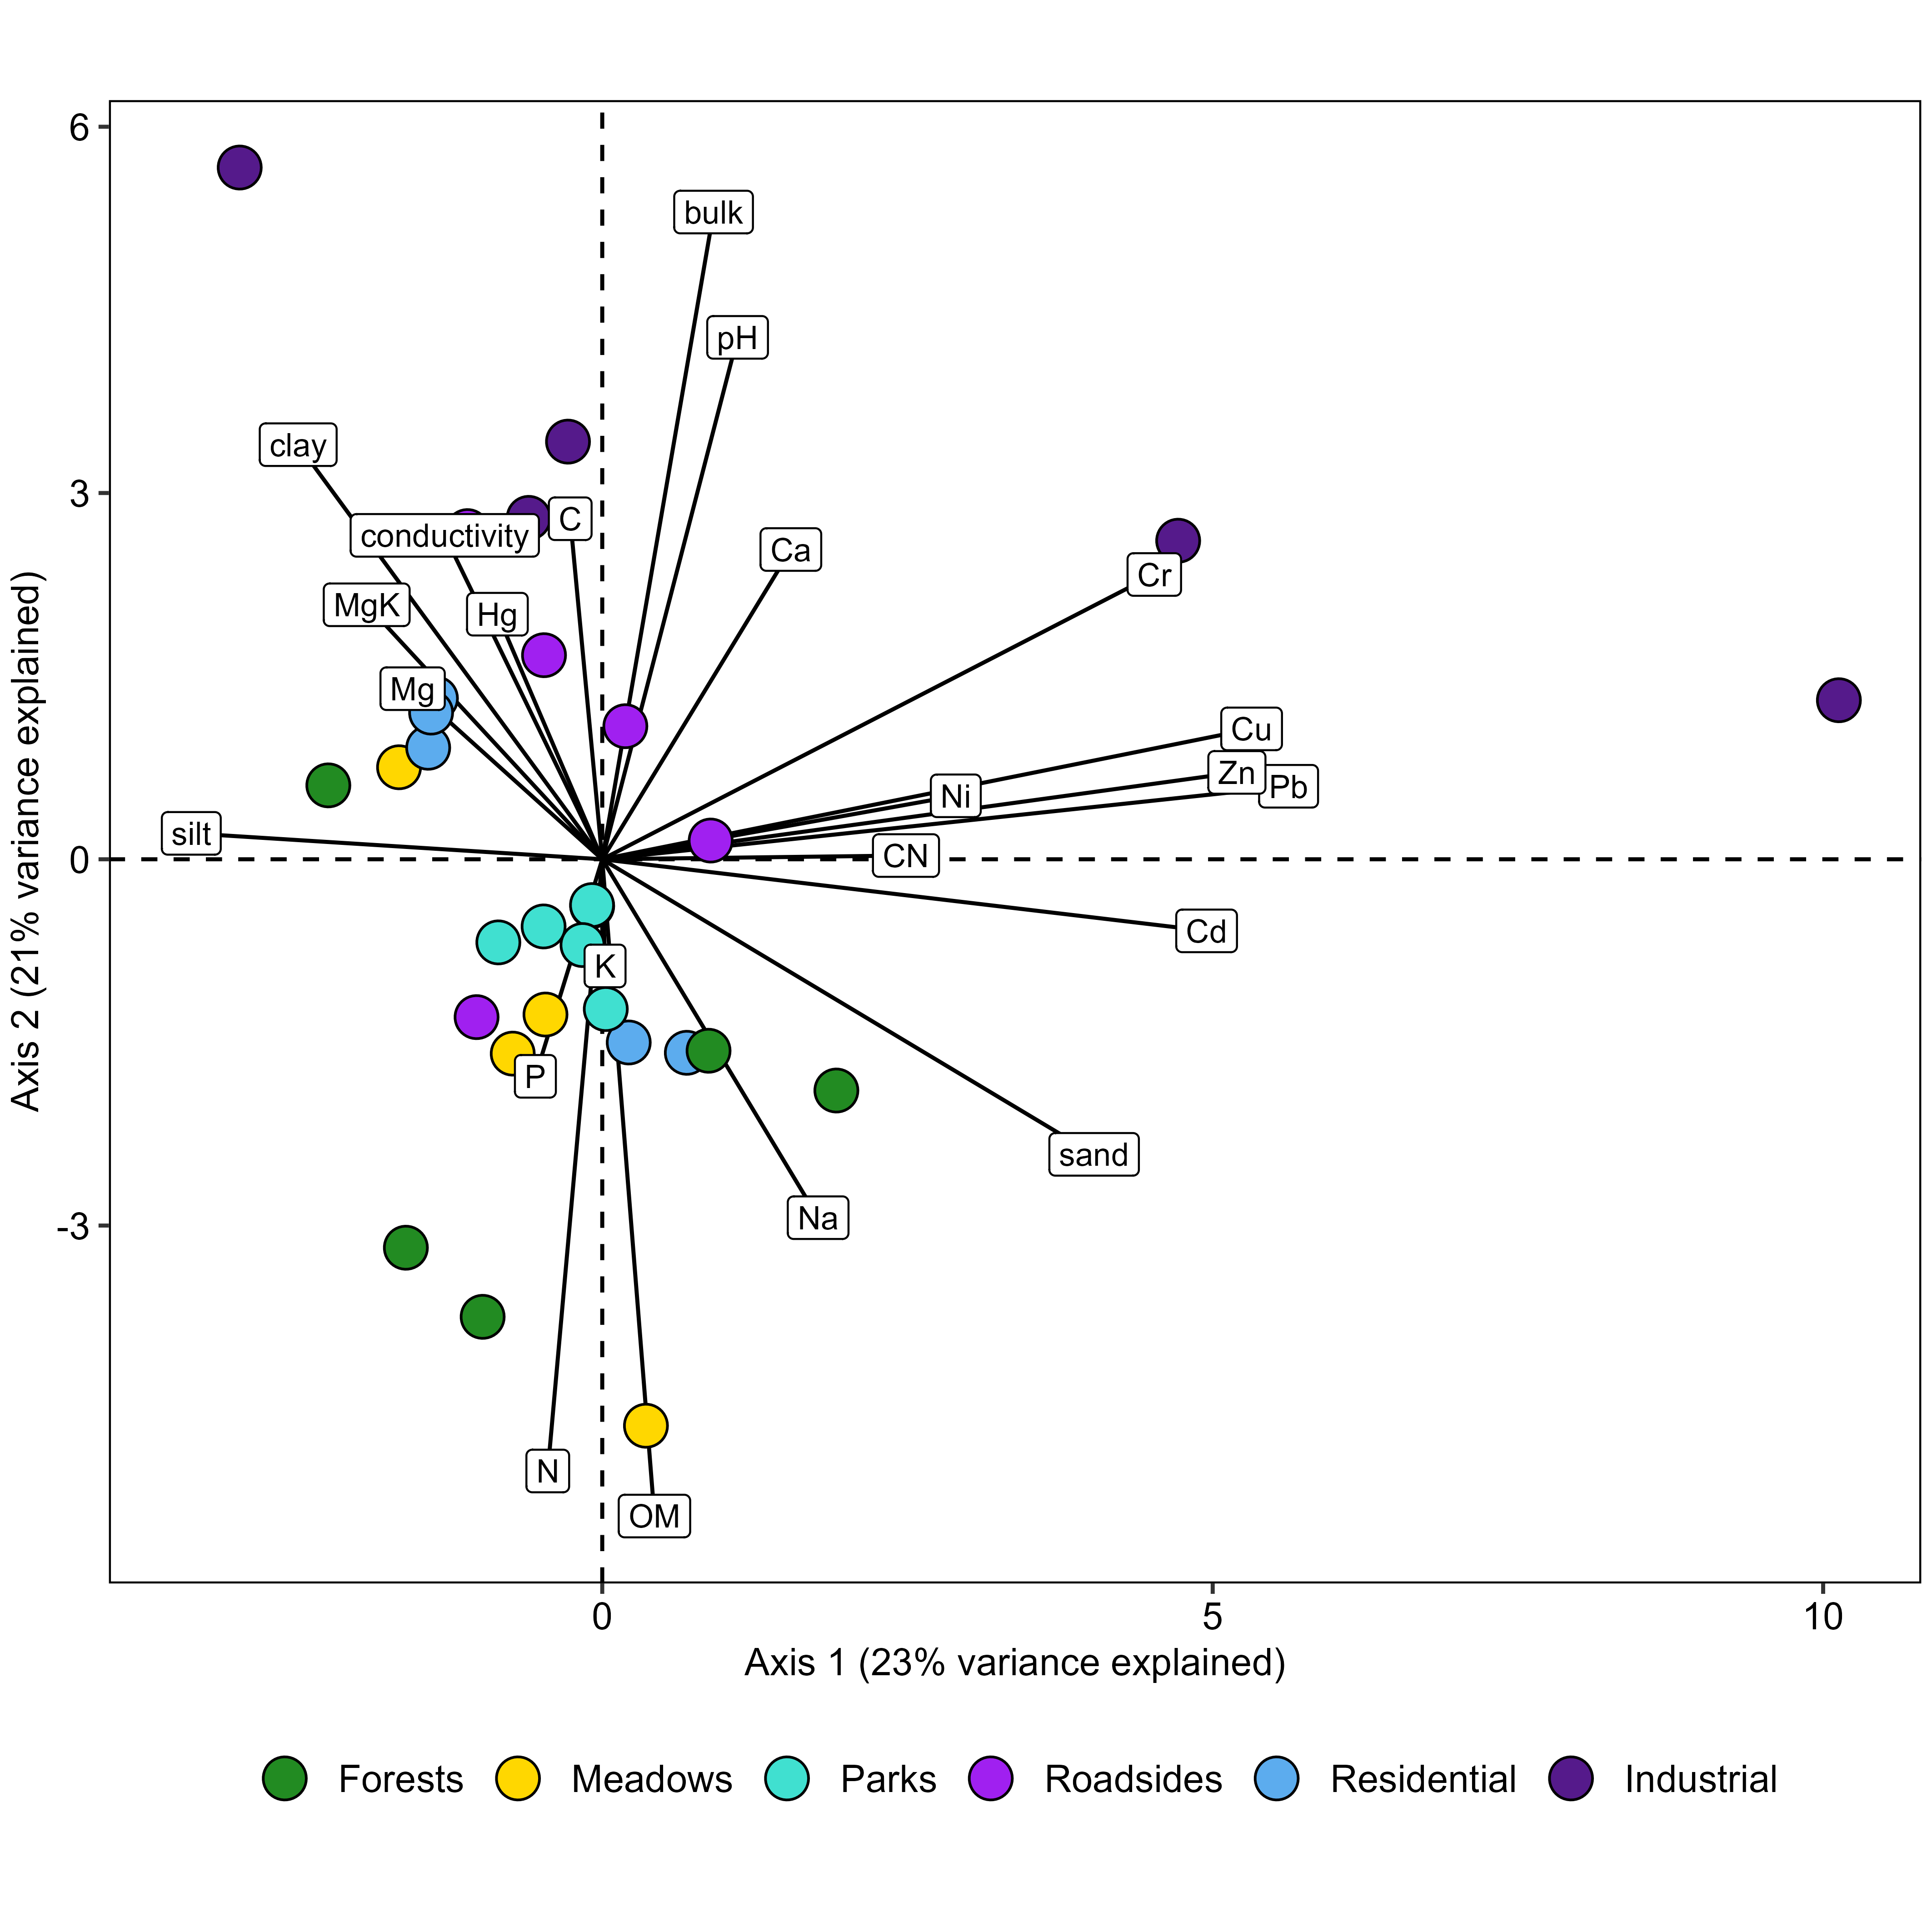 6
bulk
pH
clay
3
C
conductivity
Ca
Cr
MgK
Hg
Mg
Cu
Zn
Pb
Ni
silt
CN
0
Cd
K
P
sand
Na
-3
N
OM
Axis 2 (21% variance explained)
0
5
10
Axis 1 (23% variance explained)
Forests
Meadows
Parks
Roadsides
Residential
Industrial